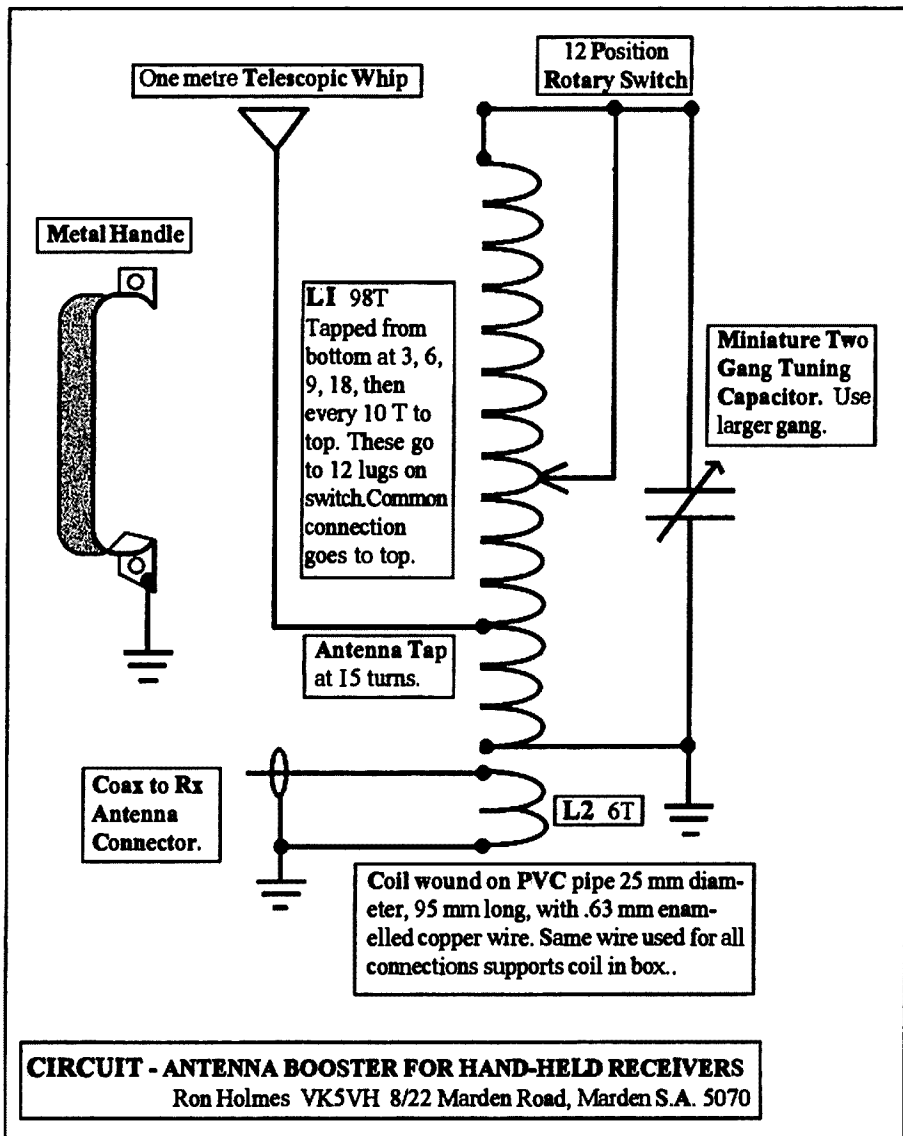 12 Position
Rotary Switch
One metre Telescopic Whip
Metal Handle
L1 98T
Tapped from
bottom at 3, 6,
9, 18, then
every 10 T to
top. These go
to 12 lugs on
switch.Common
connection
goes to top.
Miniature Two
Gang Tuning
Capacitor. Use
larger gang.
Antenna Tap
at 15 turns.
Coax to Rx
Antenna
Connector.
L2 6T
Coil wound on PVC pipe 25 mm diam-
eter, 95 mm long, with .63 mm enam-
elled copper wire. Same wire used for all
connections supports coil in box..
CIRCUIT - ANTENNA BOOSTER FOR HAND-HELD RECEIVERS
Ron Holmes VK5VH 8/22 Marden Road, Marden S.A. 5070